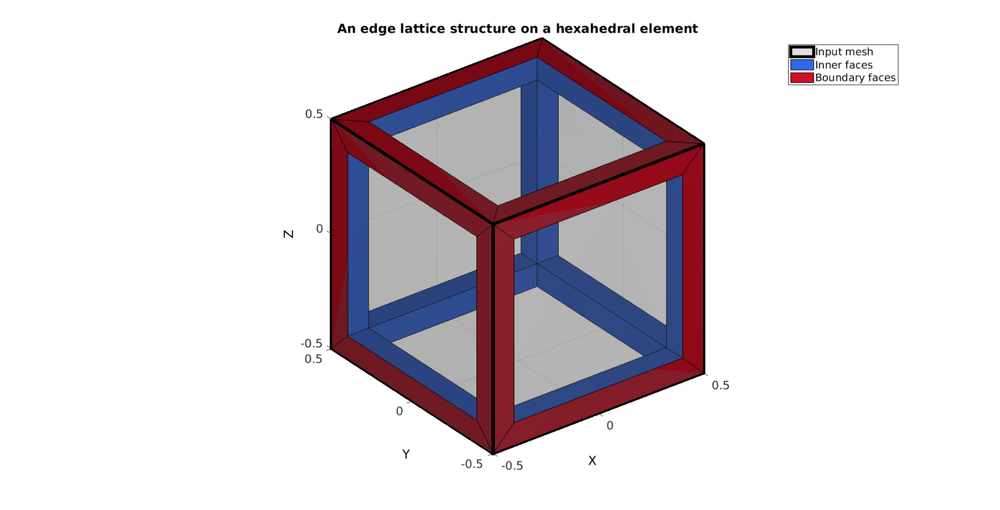 An edge lattice structure on a hexahedral element
Input mesh
Inner faces
Boundary faces
0.5
0
-0.5
Z
0.5
0
-0.5
Y
-0.5
0
0.5
X